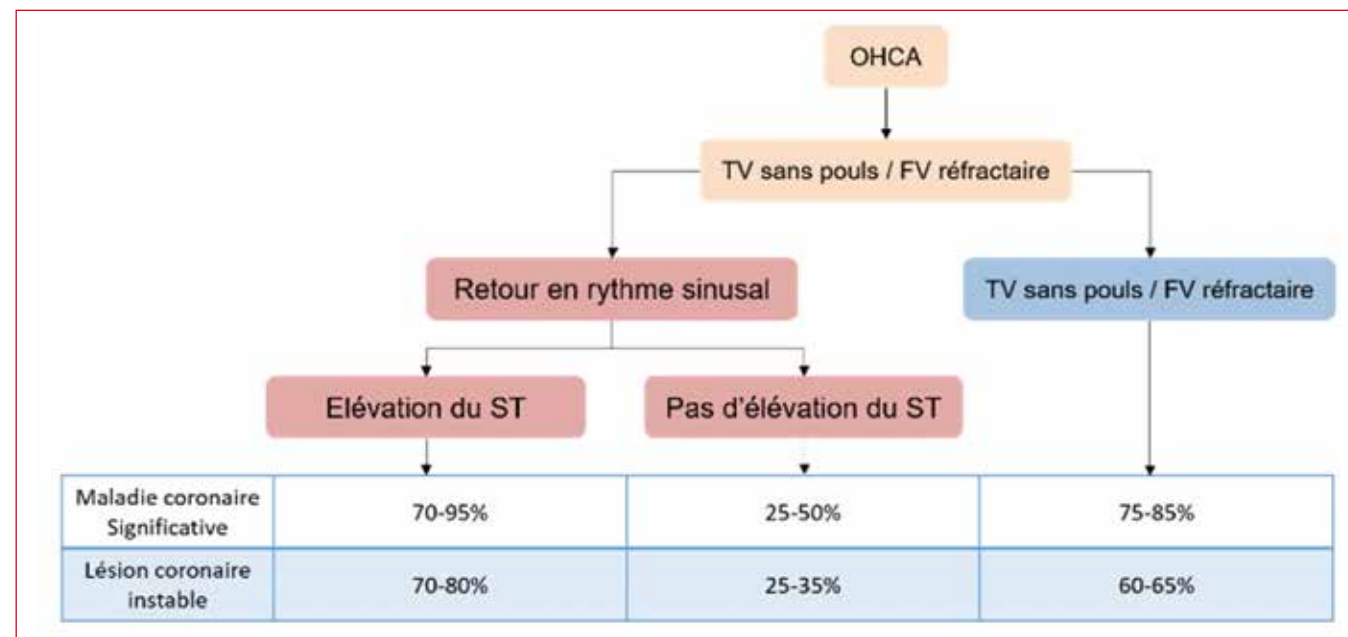 OHCA
TV sans pouls / FV réfractaire
Retour en rythme sinusal
TV sans pouls / FV réfractaire
Elévation du ST
Pas d'élévation du ST
Maladie coronaire
Significative
70-95%
25-50%
75-85%
Lésion coronaire
instable
70-80%
25-35%
60-65%